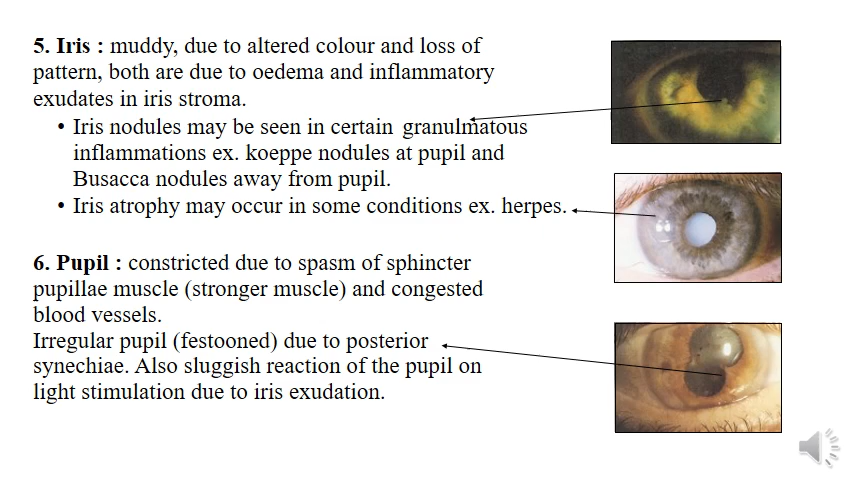 5. Iris : muddy, due to altered colour and loss of
pattern, both are due to oedema and inflammatory
exudates in iris stroma.
• Iris nodules may be seen in certain granulmatous
inflammations ex. koeppe nodules at pupil and
Busacca nodules away from pupil.
• Iris atrophy may occur in some conditions ex. herpes.
6. Pupil : constricted due to spasm of sphincter
pupillae muscle (stronger muscle) and congested
blood vessels.
Irregular pupil (festooned) due to posterior
synechiae. Also sluggish reaction of the pupil on
light stimulation due to iris exudation.